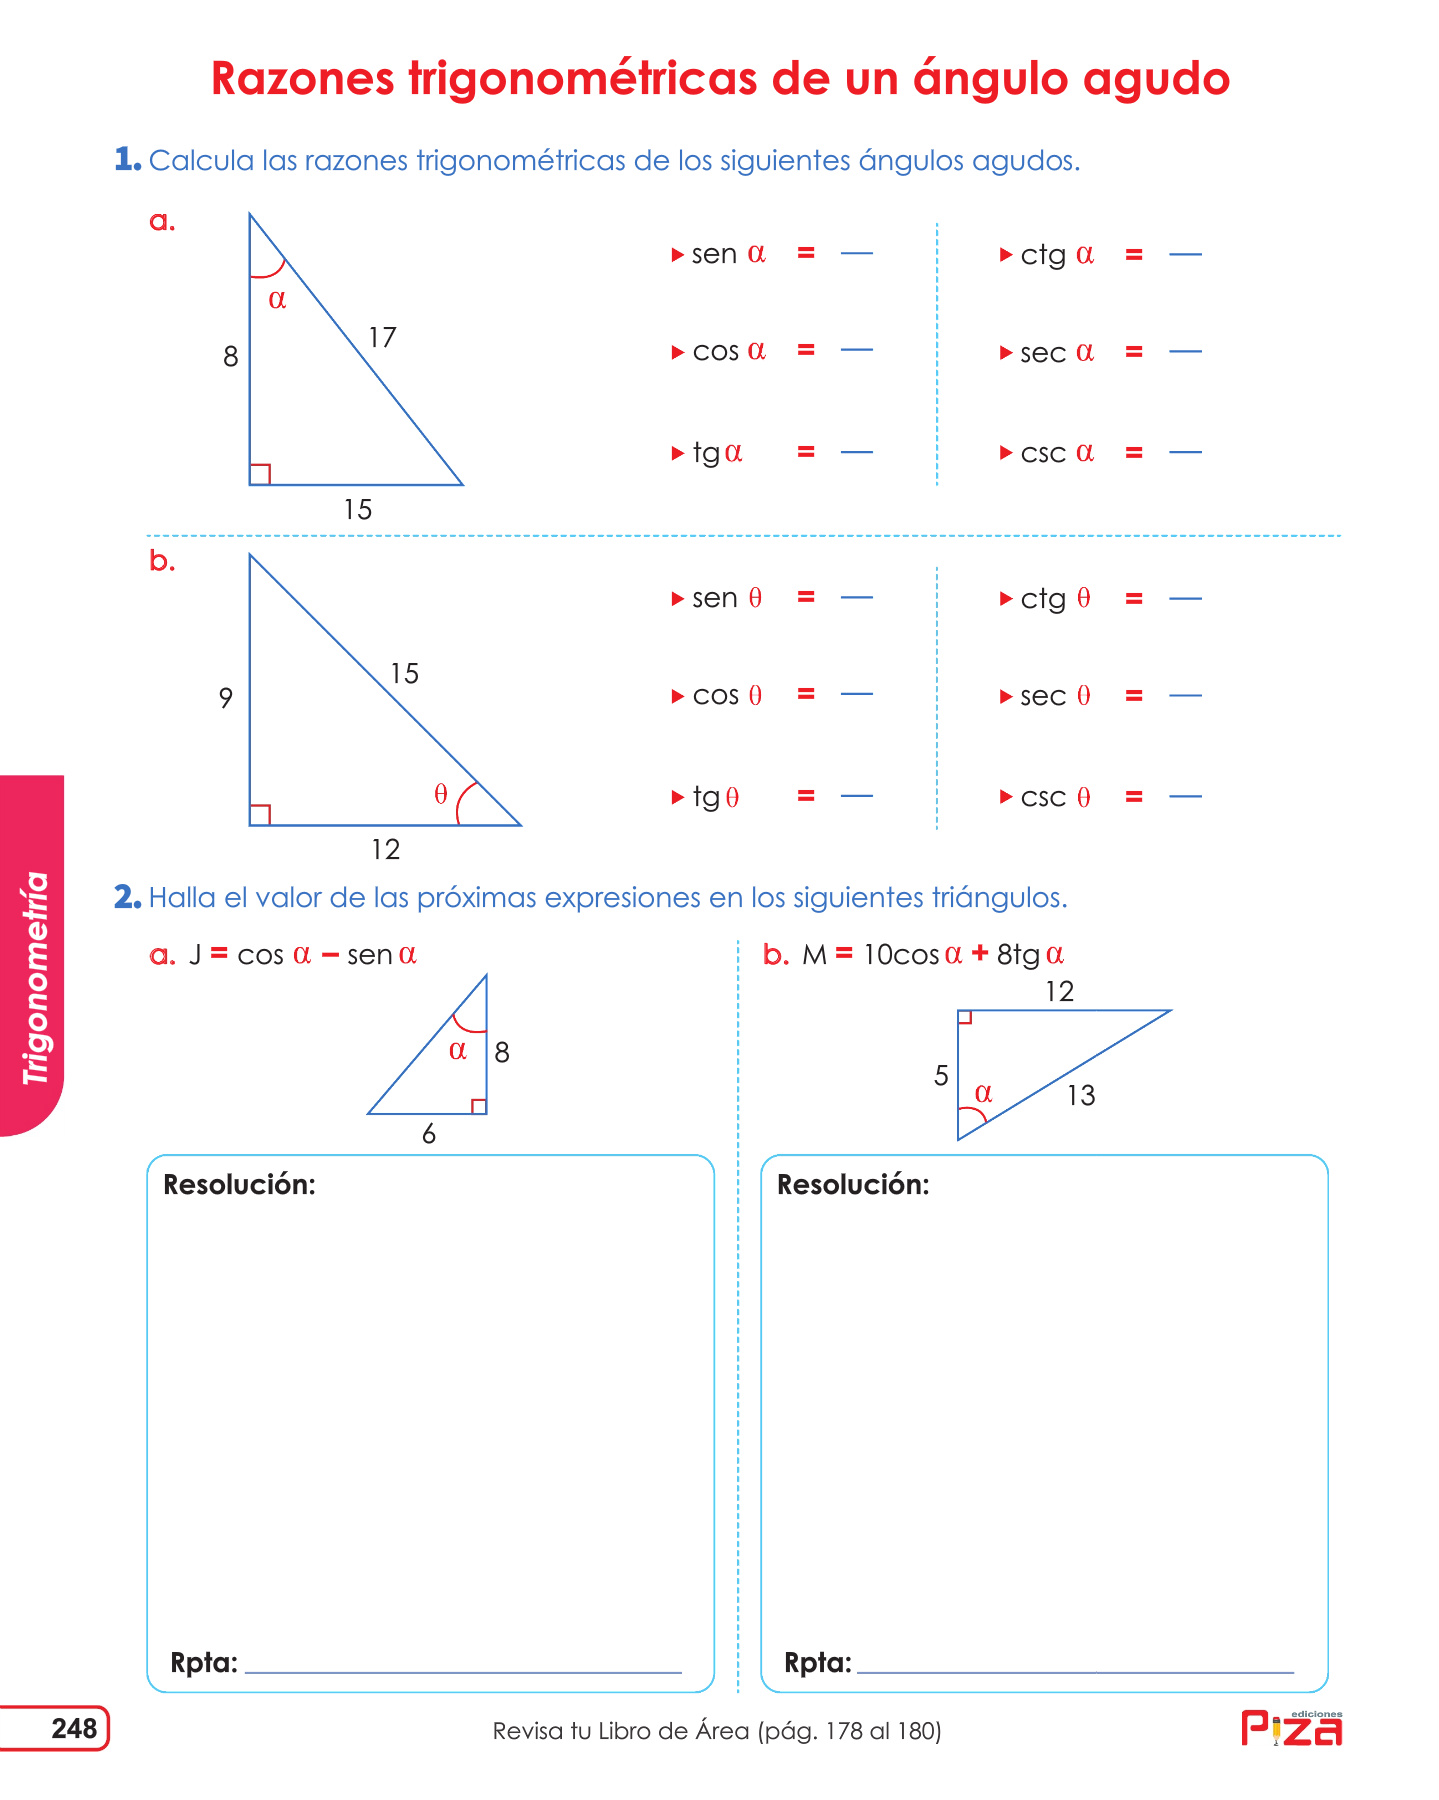 Razones trigonométricas de un ángulo agudo
1. Calcula las razones trigonométricas de los siguientes ángulos agudos.
a.
α
8
17
15
sen α =
cos α =
tg α =
ctg α =
sec α =
csc α =
b.
9
15
θ
12
sen θ =
cos θ =
tg θ =
ctg θ =
sec θ =
csc θ =
Trigonometría
2. Halla el valor de las próximas expresiones en los siguientes triángulos.
a. J = cos α − sen α
α
8
6
Resolución:
Rpta:
b. M = 10cos α + 8tg α
12
5
α
13
Resolución:
Rpta:
248
Revisa tu Libro de Área (pág. 178 al 180)
ediciones
Piza